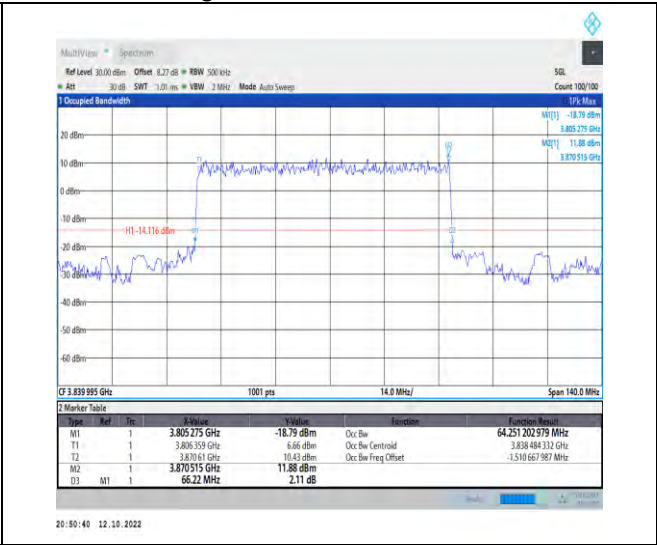 MultiView Spectrum
Ref Level 30.00 dBm Offset 8.27 dB RBW 500 kHz SGL
Att 30 dB SWT 1.01 ms VBW 2 MHz Mode Auto Sweep Count 100/100
1 Occupied Bandwidth 1Pk Max
M1[1] -18.79 dBm
3.805 275 GHz
M2[1] 11.88 dBm
3.870 515 GHz
20 dBm
10 dBm
0 dBm
-10 dBm
H1 -14.116 dBm
-20 dBm
-30 dBm
-40 dBm
-50 dBm
-60 dBm
T1
M2
M1
D3
CF 3.839 995 GHz 1001 pts 14.0 MHz/ Span 140.0 MHz
2 Marker Table
Type Ref Trc X-Value Y-Value Function Function Result
M1 1 3.805 275 GHz -18.79 dBm Occ Bw 64.251 202 979 MHz
T1 1 3.806 359 GHz 6.66 dBm Occ Bw Centroid 3.838 484 332 GHz
T2 1 3.870 61 GHz 10.43 dBm Occ Bw Freq Offset -1.510 667 987 MHz
M2 1 3.870 515 GHz 11.88 dBm
D3 M1 1 66.22 MHz 2.11 dB
20:50:40 12.10.2022